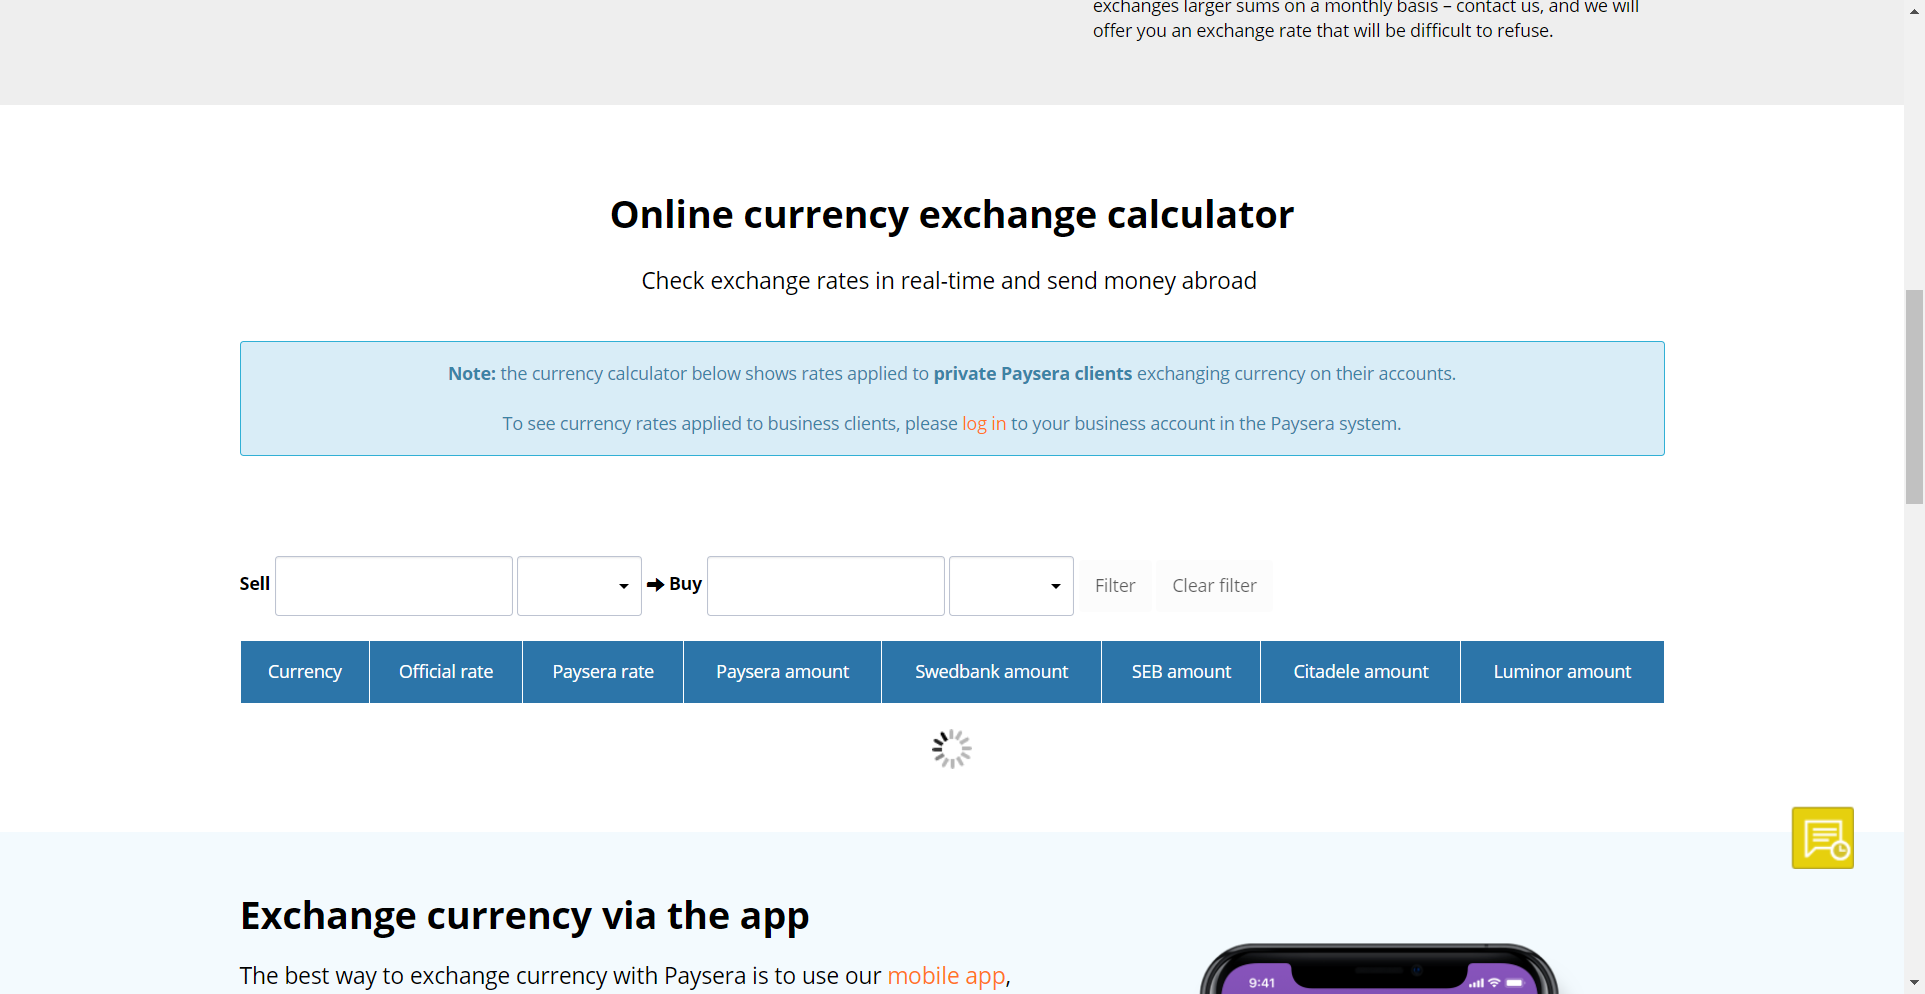 exchanges larger sums on a monthly basis – contact us, and we will
offer you an exchange rate that will be difficult to refuse.
Online currency exchange calculator
Check exchange rates in real-time and send money abroad
Note: the currency calculator below shows rates applied to private Paysera clients exchanging currency on their accounts.
To see currency rates applied to business clients, please log in to your business account in the Paysera system.
Sell Buy Filter Clear filter
Currency Official rate Paysera rate Paysera amount Swedbank amount SEB amount Citadele amount Luminor amount
Exchange currency via the app
The best way to exchange currency with Paysera is to use our mobile app,
9:41